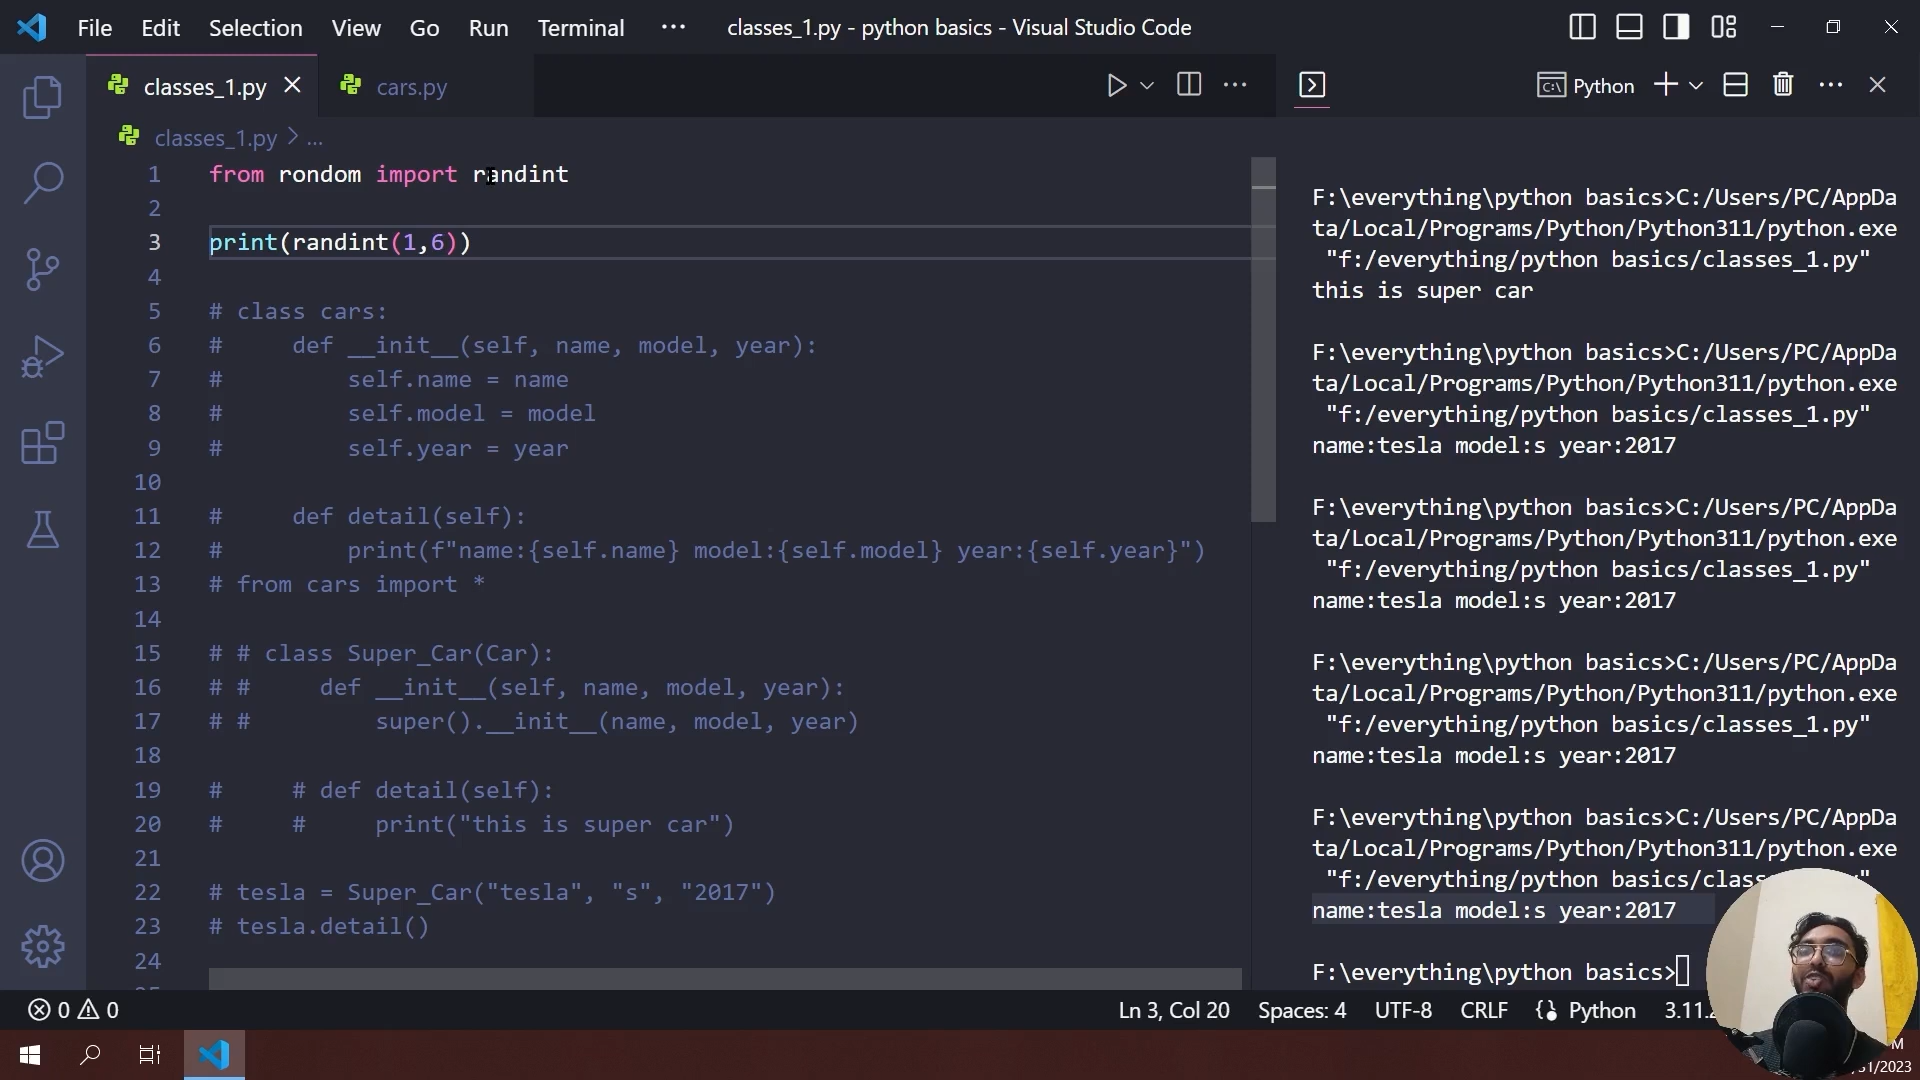 File Edit Selection View Go Run Terminal ··· classes_1.py - python basics - Visual Studio Code
classes_1.py cars.py
Python
classes_1.py > ...
1 from rondom import randint
2
3 print(randint(1,6))
4
5 # class cars:
6 #     def __init__(self, name, model, year):
7 #         self.name = name
8 #         self.model = model
9 #         self.year = year
10
11 #     def detail(self):
12 #         print(f"name:{self.name} model:{self.model} year:{self.year}")
13 # from cars import *
14
15 # # class Super_Car(Car):
16 # #     def __init__(self, name, model, year):
17 # #         super().__init__(name, model, year)
18
19 #     # def detail(self):
20 #     #     print("this is super car")
21
22 # tesla = Super_Car("tesla", "s", "2017")
23 # tesla.detail()
24
F:\everything\python basics>C:/Users/PC/AppDa
ta/Local/Programs/Python/Python311/python.exe
"f:/everything/python basics/classes_1.py"
this is super car
F:\everything\python basics>C:/Users/PC/AppDa
ta/Local/Programs/Python/Python311/python.exe
"f:/everything/python basics/classes_1.py"
name:tesla model:s year:2017
F:\everything\python basics>C:/Users/PC/AppDa
ta/Local/Programs/Python/Python311/python.exe
"f:/everything/python basics/classes_1.py"
name:tesla model:s year:2017
F:\everything\python basics>C:/Users/PC/AppDa
ta/Local/Programs/Python/Python311/python.exe
"f:/everything/python basics/classes_1.py"
name:tesla model:s year:2017
F:\everything\python basics>C:/Users/PC/AppDa
ta/Local/Programs/Python/Python311/python.exe
"f:/everything/python basics/clas
name:tesla model:s year:2017
F:\everything\python basics>
0 0 Ln 3, Col 20 Spaces: 4 UTF-8 CRLF {} Python 3.11.
M
/2023